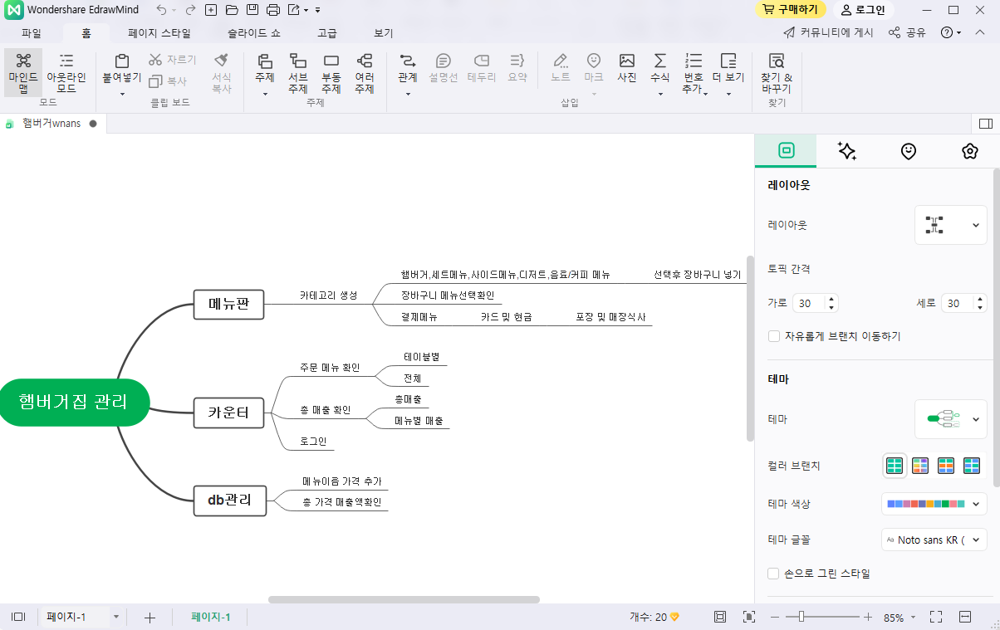 Wondershare EdrawMind
구매하기
로그인
파일
홈
페이지 스타일
슬라이드 쇼
고급
보기
커뮤니티에 게시
공유
마인드 맵
아웃라인 모드
모드
붙여넣기
자르기
복사
서식 복사
클립 보드
주제
서브 주제
부동 주제
여러 주제
주제
관계
설명선
테두리
요약
노트
마크
사진
수식
번호 추가
더 보기
삽입
찾기 & 바꾸기
찾기
햄버거wnans
햄버거집 관리
메뉴판
카테고리 생성
햄버거,세트메뉴,사이드메뉴,디저트,음료/커피 메뉴
선택후 장바구니 넣기
장바구니 메뉴선택확인
결제메뉴
카드 및 현금
포장 및 매장식사
카운터
주문 메뉴 확인
테이블별
전체
총 매출 확인
총매출
메뉴별 매출
로그인
db관리
메뉴이음 가격 추가
총 가격 매출액확인
레이아웃
레이아웃
토픽 간격
가로
30
세로
30
자유롭게 브랜치 이동하기
테마
테마
컬러 브랜치
테마 색상
테마 글꼴
Aa
Noto sans KR (
손으로 그린 스타일
페이지-1
페이지-1
개수: 20
85%